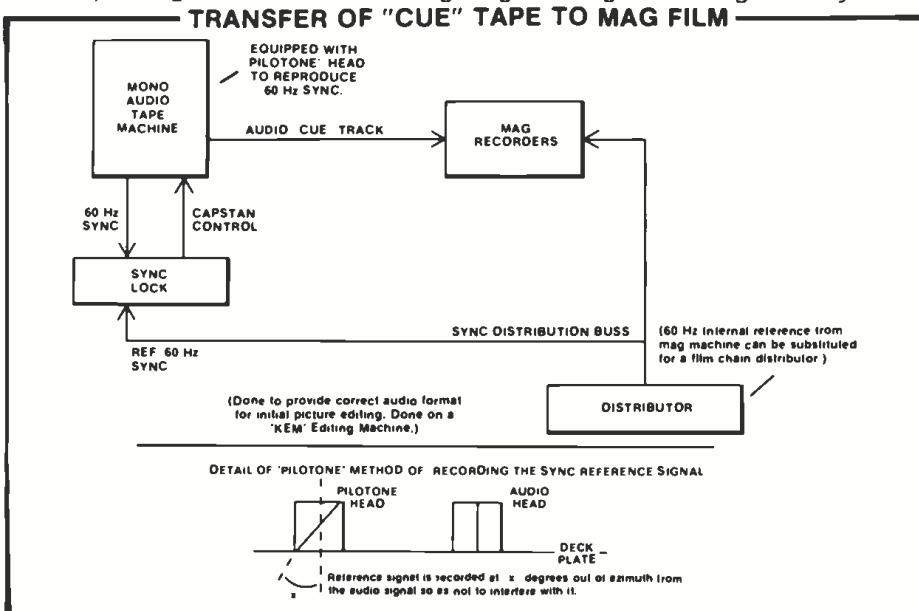 TRANSFER OF "CUE" TAPE TO MAG FILM
EQUIPPED WITH
PILOTONE' HEAD
TO REPRODUCE
60 Hz SYNC.
MONO
AUDIO
TAPE
MACHINE
AUDIO CUE TRACK
MAG
RECORDERS
60 Hz
SYNC
CAPSTAN
CONTROL
SYNC
LOCK
SYNC DISTRIBUTION BUSS
REF 60 Hz
SYNC
(60 Hz internal reference from
mag machine can be substituted
for a film chain distributor)
DISTRIBUTOR
(Done to provide correct audio format
for initial picture editing. Done on a
'KEM' Editing Machine.)
DETAIL OF 'PILOTONE' METHOD OF RECORDING THE SYNC REFERENCE SIGNAL
PILOTONE
HEAD
AUDIO
HEAD
DECK
PLATE
x
Reference signal is recorded at x degrees out of azimuth from
the audio signal so as not to interfere with it.